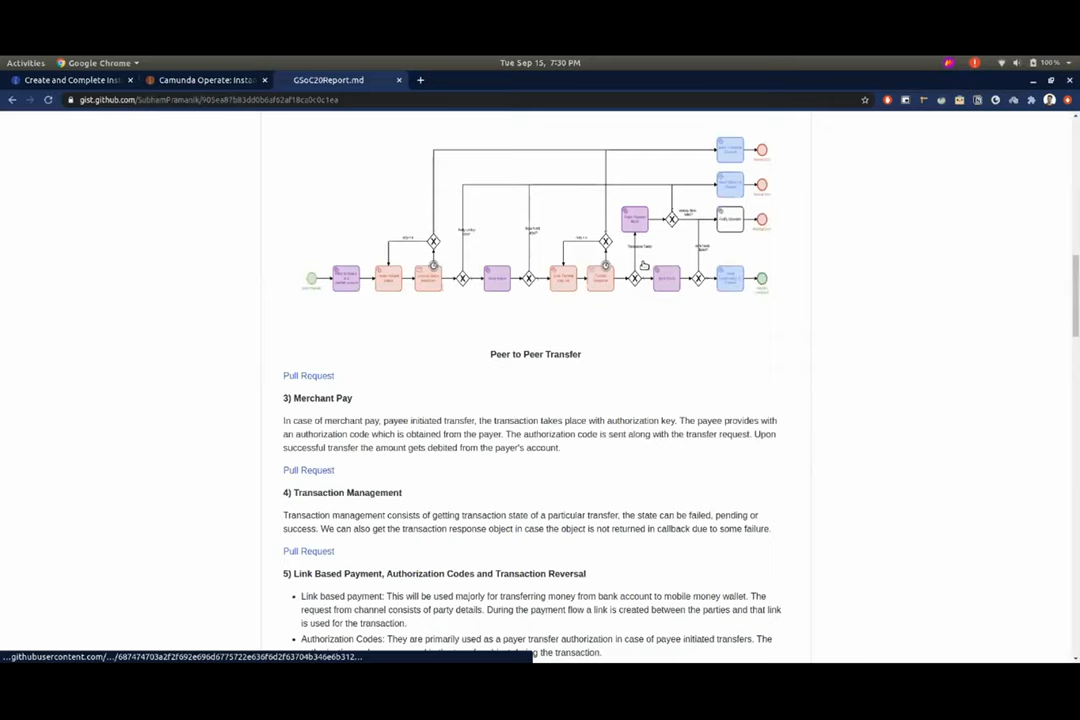 Activities Google Chrome Tue Sep 15, 7:30 PM 100 %
Create and Complete Inst Camunda Operate: Instan GSoC20Report.md
gist.github.com/SubhamPramanik/905ea87b83dd0b6af62af18ca0c0c1ea
Peer to Peer Transfer
Pull Request
3) Merchant Pay
In case of merchant pay, payee initiated transfer, the transaction takes place with authorization key. The payee provides with
an authorization code which is obtained from the payer. The authorization code is sent along with the transfer request. Upon
successful transfer the amount gets debited from the payer's account.
Pull Request
4) Transaction Management
Transaction management consists of getting transaction state of a particular transfer, the state can be failed, pending or
success. We can also get the transaction response object in case the object is not returned in callback due to some failure.
Pull Request
5) Link Based Payment, Authorization Codes and Transaction Reversal
Link based payment: This will be used majorly for transferring money from bank account to mobile money wallet. The
request from channel consists of party details. During the payment flow a link is created between the parties and that link
is used for the transaction.
Authorization Codes: They are primarily used as a payer transfer authorization in case of payee initiated transfers. The
the transaction.